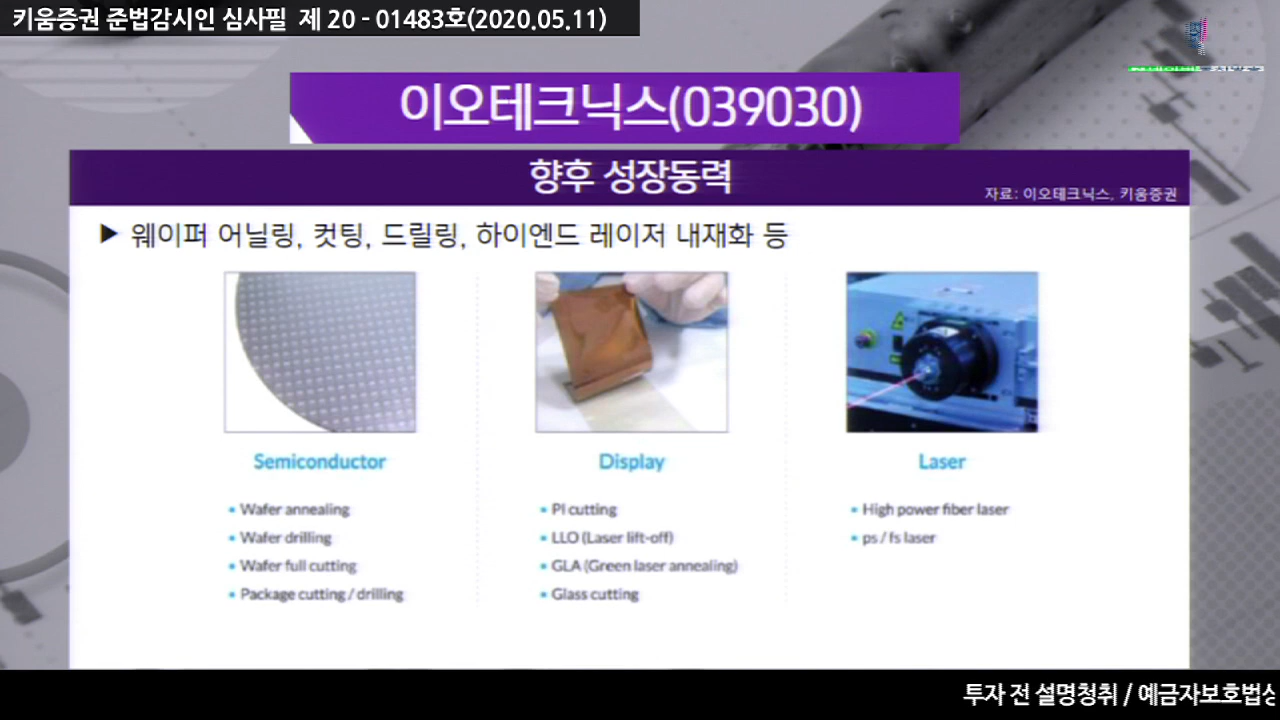 키움증권 준법감시인 심사필 제 20 - 01483호(2020.05.11)
이오테크닉스(039030)
향후 성장동력
자료: 이오테크닉스, 키움증권
▶ 웨이퍼 어닐링, 컷팅, 드릴링, 하이엔드 레이저 내재화 등
Semiconductor
• Wafer annealing
• Wafer drilling
• Wafer full cutting
• Package cutting / drilling
Display
• PI cutting
• LLO (Laser lift-off)
• GLA (Green laser annealing)
• Glass cutting
Laser
• High power fiber laser
• ps / fs laser
투자 전 설명청취 / 예금자보호법상